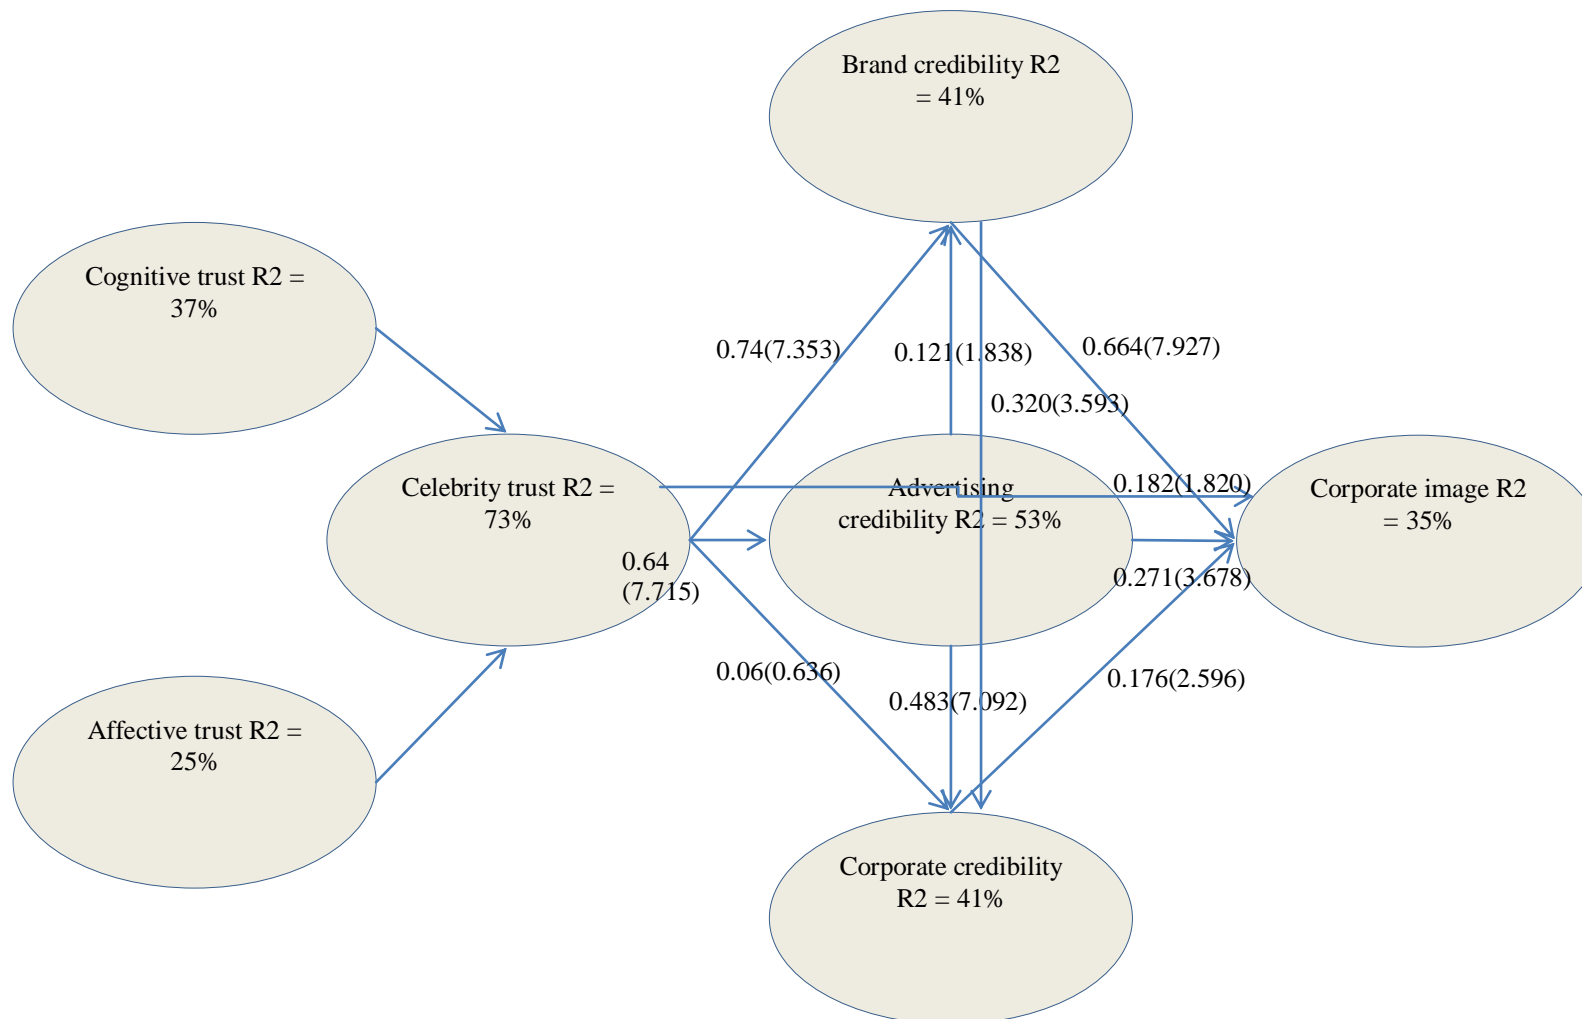 Brand credibility R2
= 41%
Cognitive trust R2 =
37%
0.74(7.353)
0.121(1.838)
0.664(7.927)
0.320(3.593)
Celebrity trust R2 =
73%
Advertising
credibility R2 = 53%
0.182(1.820)
Corporate image R2
= 35%
0.64
(7.715)
0.271(3.678)
0.06(0.636)
0.483(7.092)
0.176(2.596)
Affective trust R2 =
25%
Corporate credibility
R2 = 41%